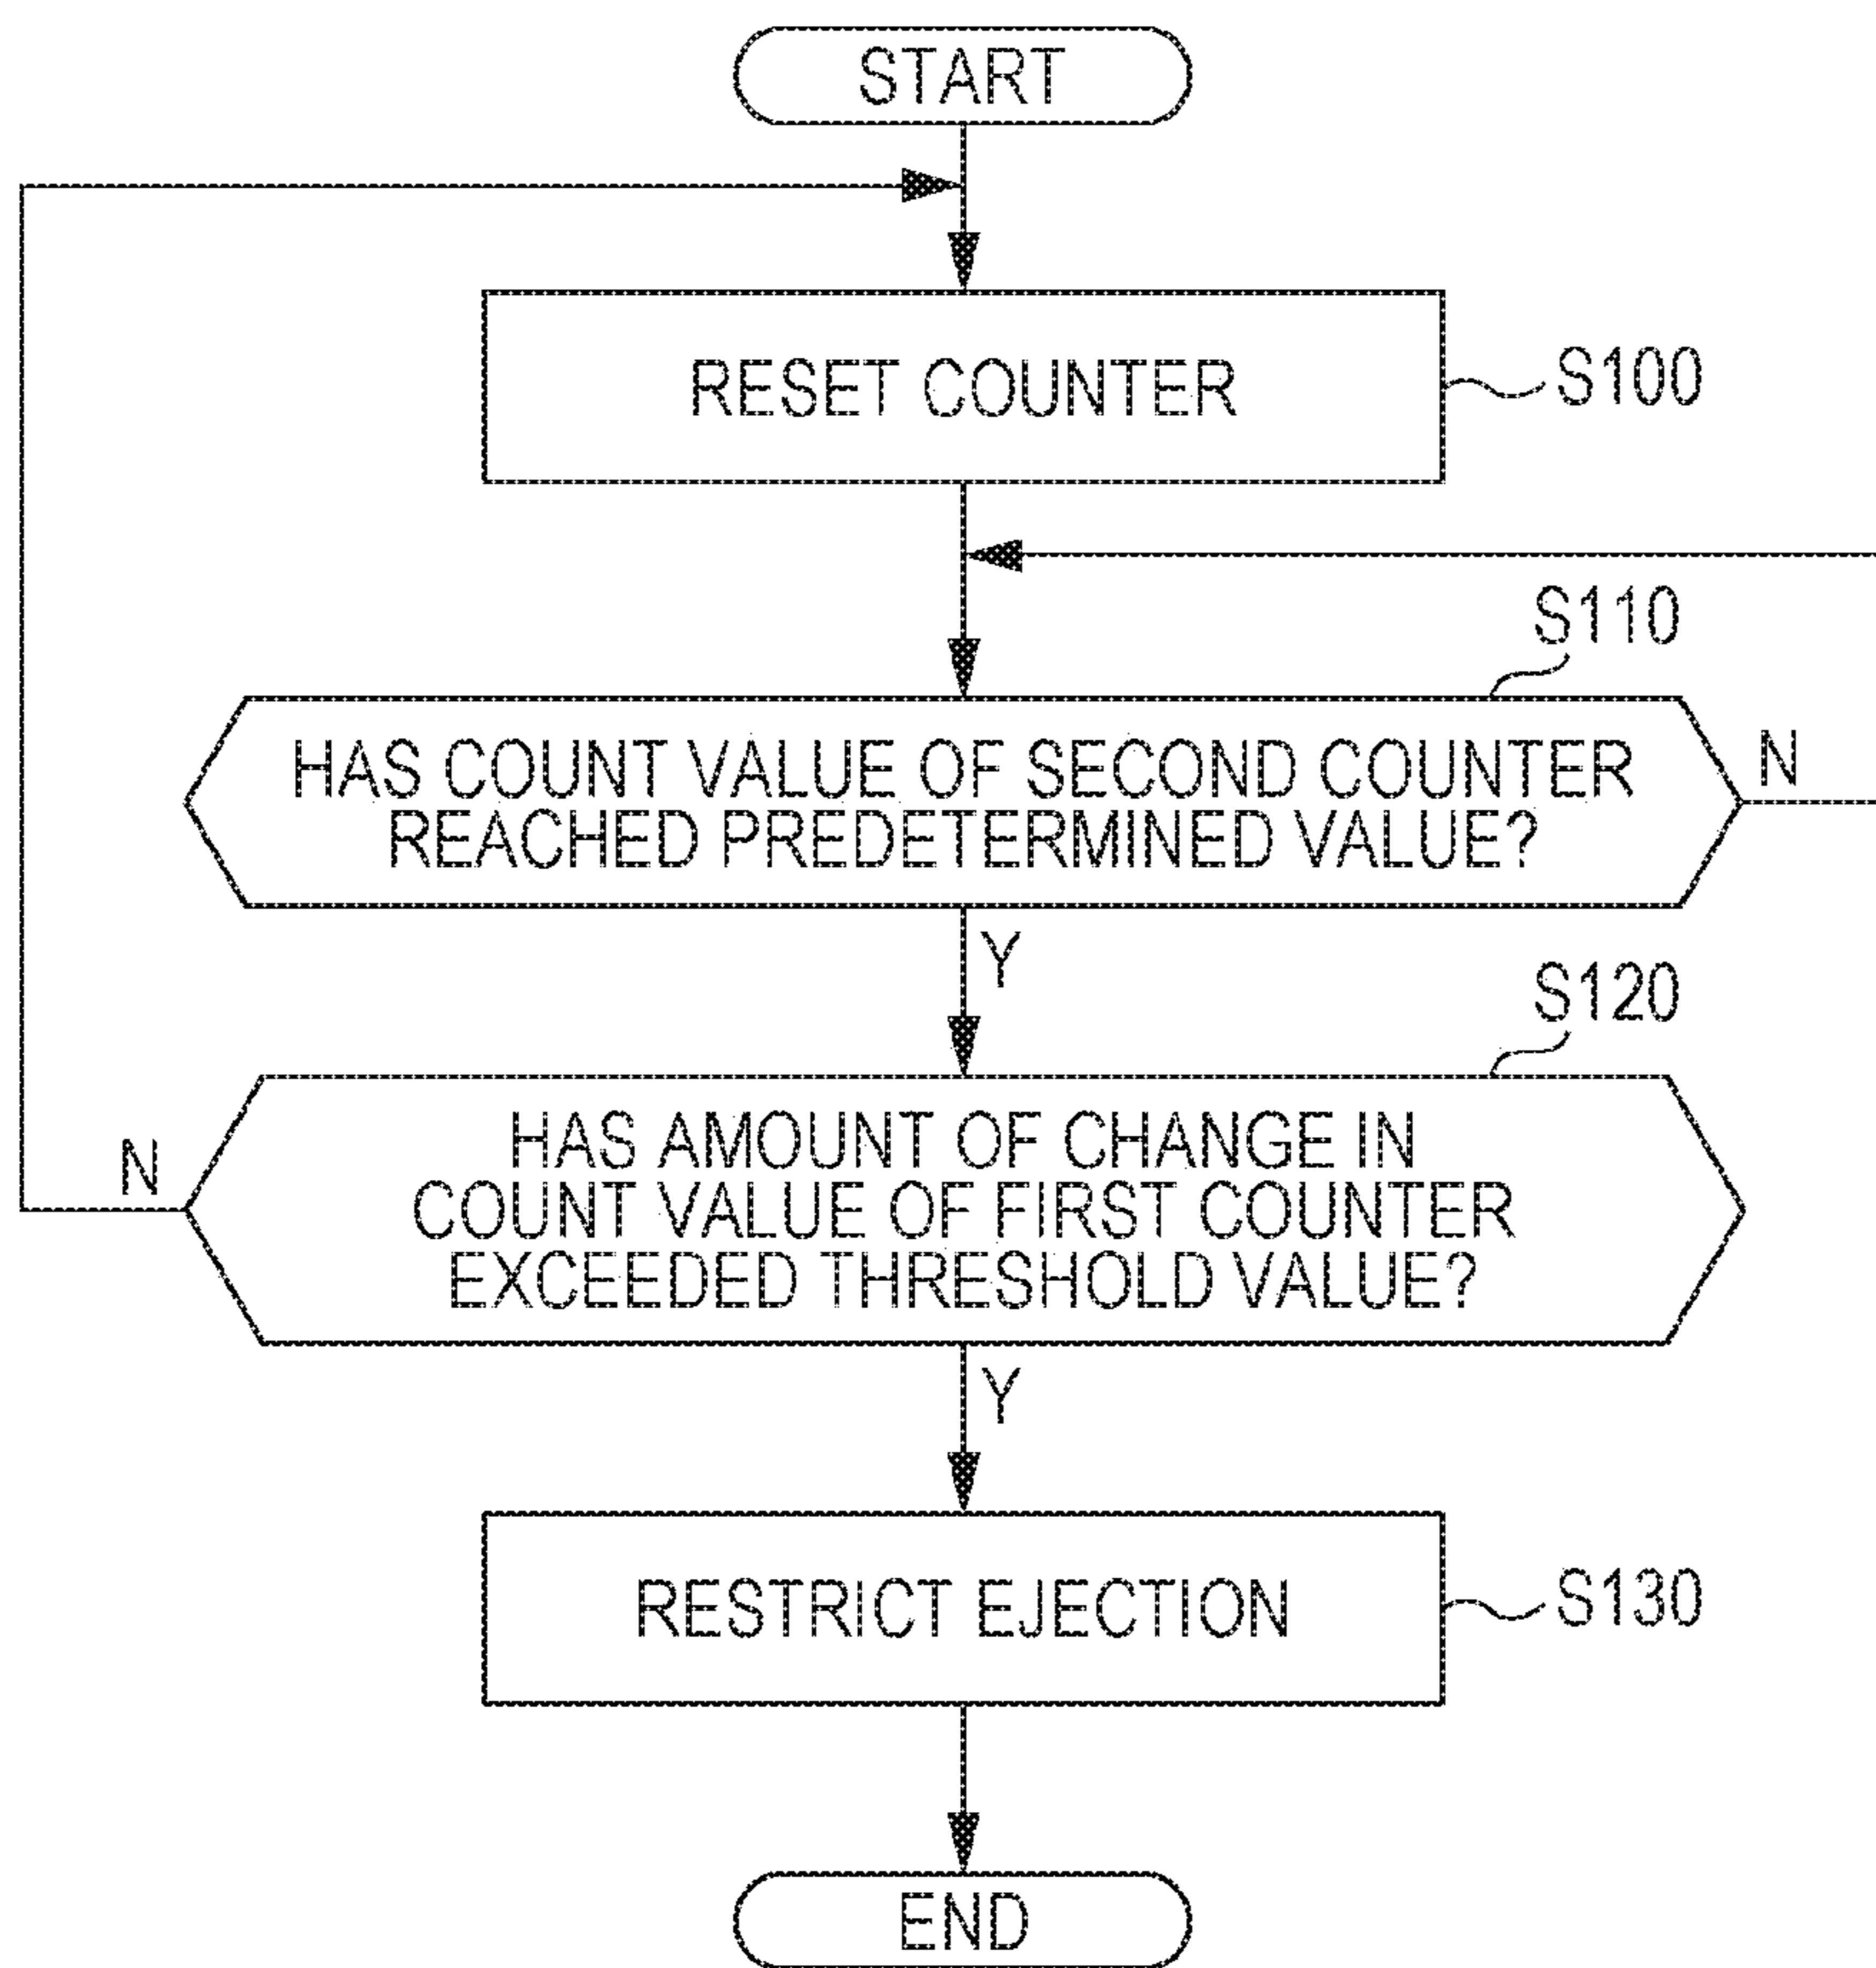 START
RESET COUNTER
S100
S110
HAS COUNT VALUE OF SECOND COUNTER
REACHED PREDETERMINED VALUE?
N
Y
S120
HAS AMOUNT OF CHANGE IN
COUNT VALUE OF FIRST COUNTER
EXCEEDED THRESHOLD VALUE?
N
Y
RESTRICT EJECTION
S130
END